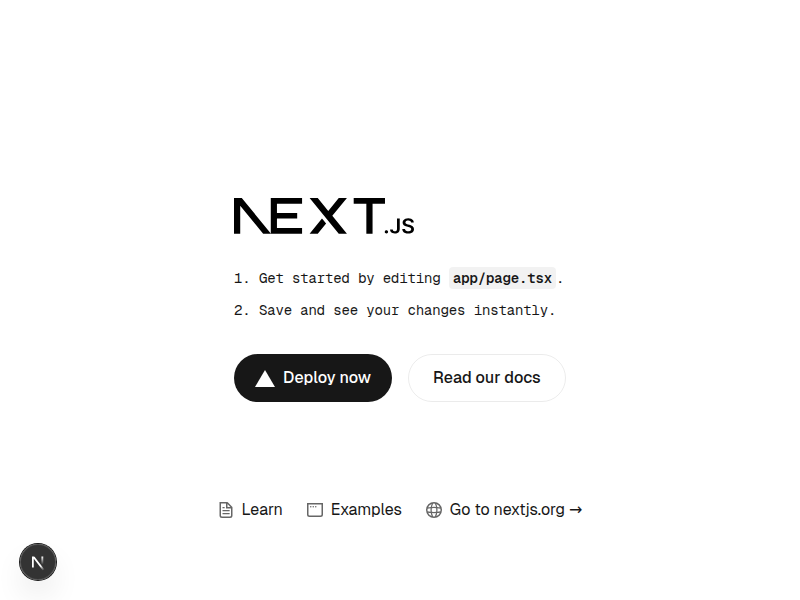 NEXT.JS
1. Get started by editing app/page.tsx.
2. Save and see your changes instantly.
Deploy now Read our docs
Learn Examples Go to nextjs.org →
N